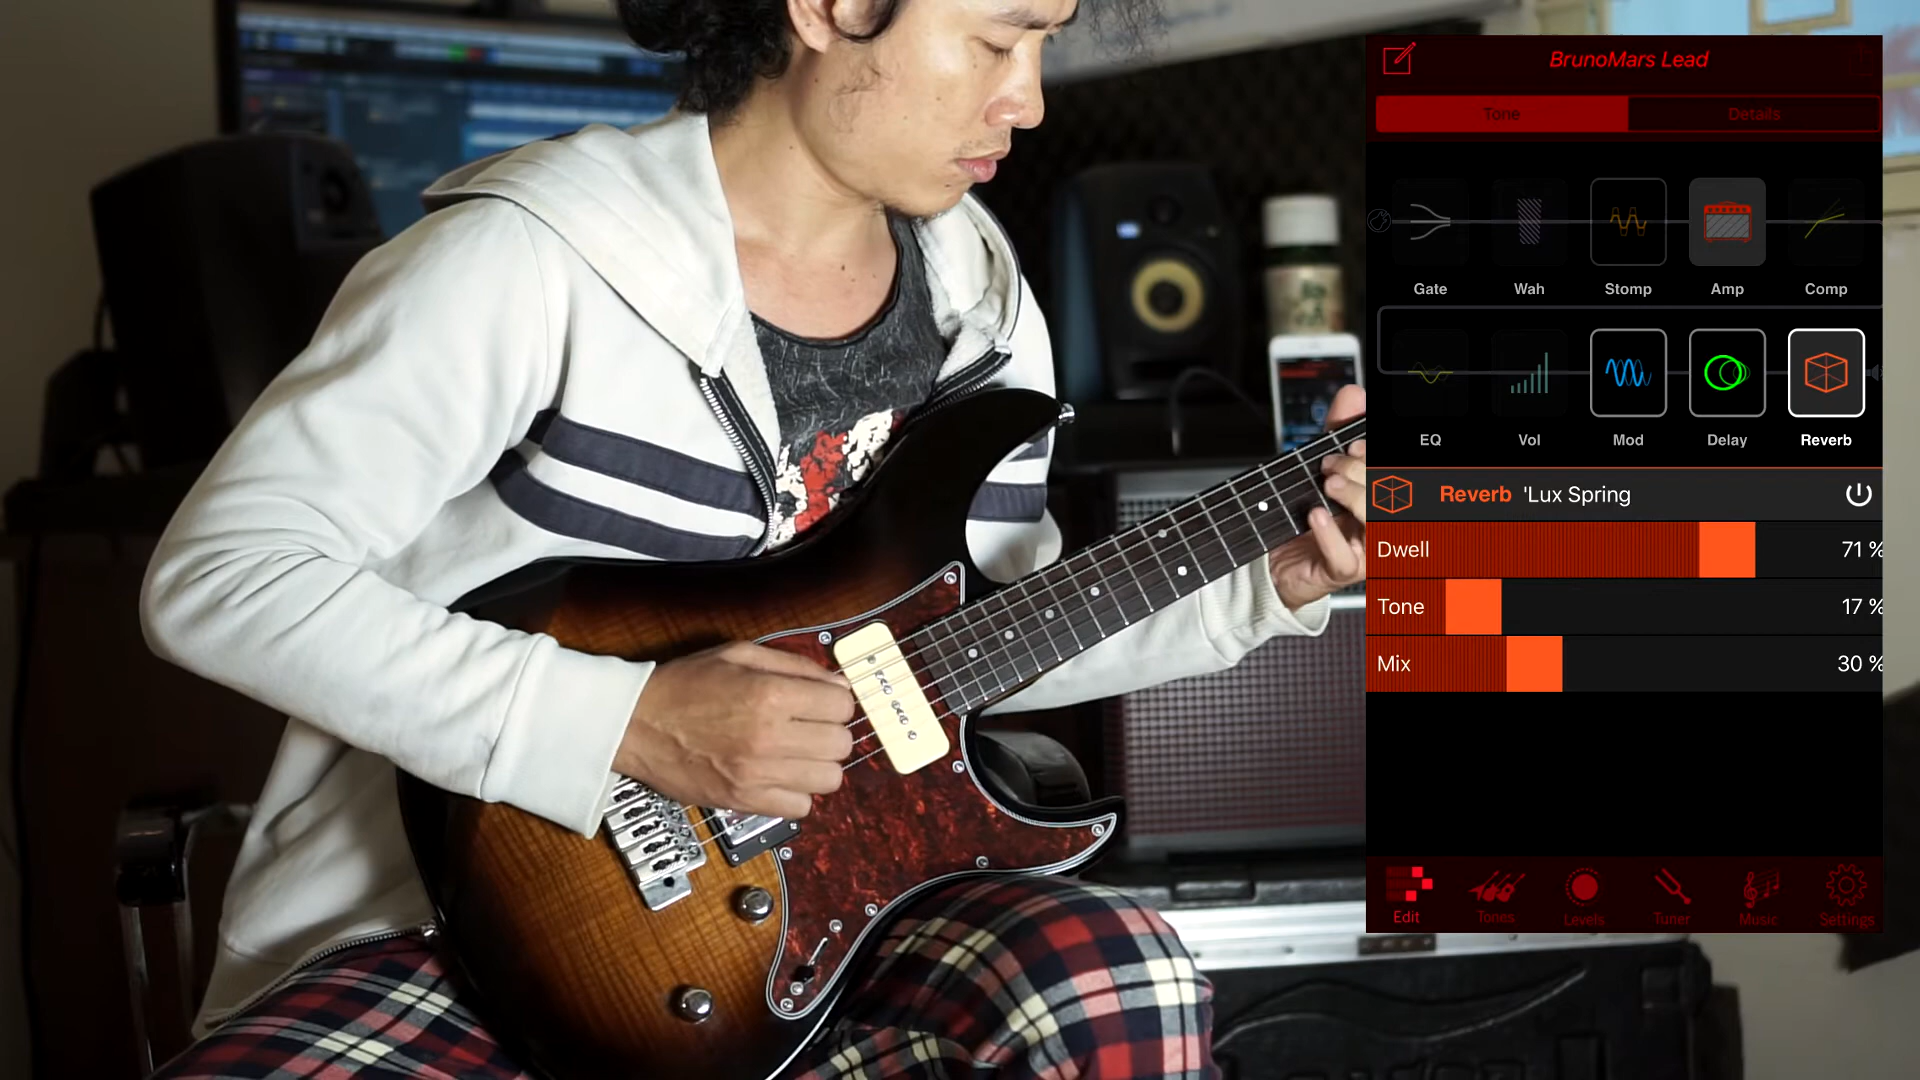 BrunoMars Lead
Tone Details
Gate Wah Stomp Amp Comp
EQ Vol Mod Delay Reverb
Reverb 'Lux Spring
Dwell 71 %
Tone 17 %
Mix 30 %
Edit Tones Levels Tuner Music Settings